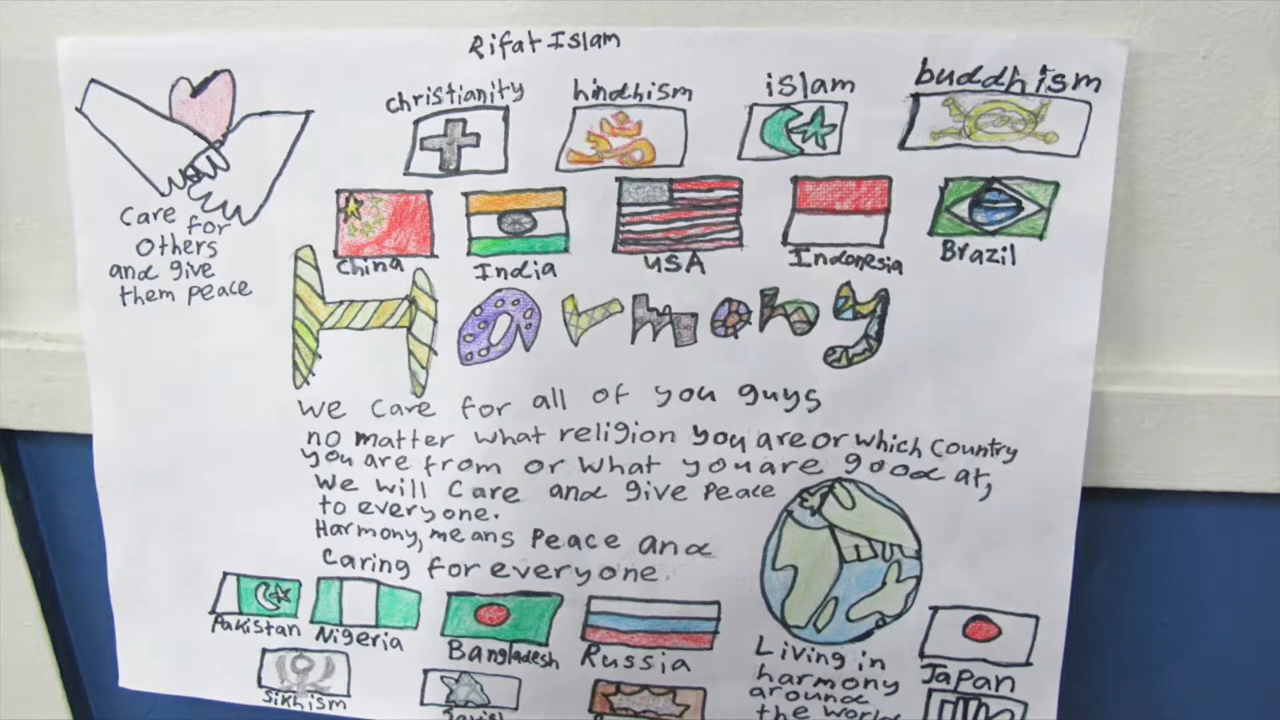 Rifat Islam
christianity
hindhism
islam
buddhism
Care for
Others
and give
them peace
China
India
USA
Indonesia
Brazil
Harmony
We care for all of you guys
no matter what religion you are or which country
you are from or what you are good at,
We will care and give peace
to everyone.
Harmony, means peace and
caring for everyone.
Pakistan
Nigeria
Bangladesh
Russia
Japan
Sikhism
Living in
harmony
around
the world